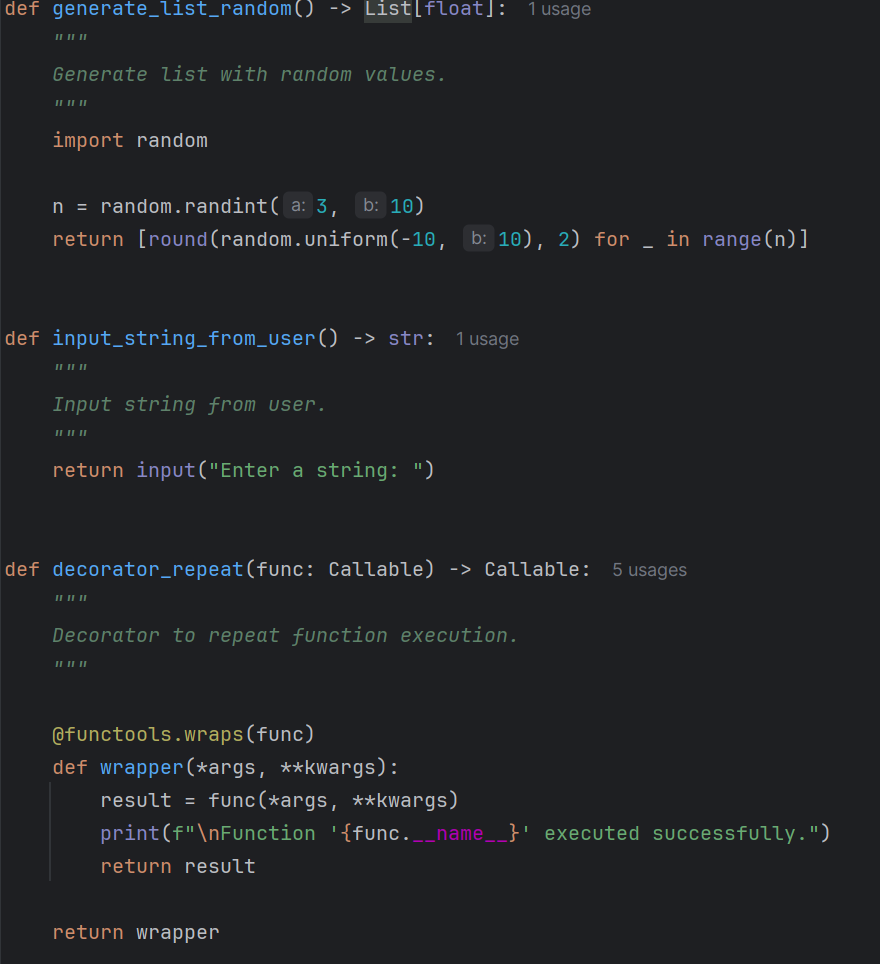 def generate_list_random() -> List[float]: 1 usage
"""
Generate list with random values.
"""
import random
n = random.randint( a: 3, b: 10)
return [round(random.uniform(-10, b: 10), 2) for _ in range(n)]
def input_string_from_user() -> str: 1 usage
"""
Input string from user.
"""
return input("Enter a string: ")
def decorator_repeat(func: Callable) -> Callable: 5 usages
"""
Decorator to repeat function execution.
"""
@functools.wraps(func)
def wrapper(*args, **kwargs):
result = func(*args, **kwargs)
print(f"\nFunction '{func.__name__}' executed successfully.")
return result
return wrapper